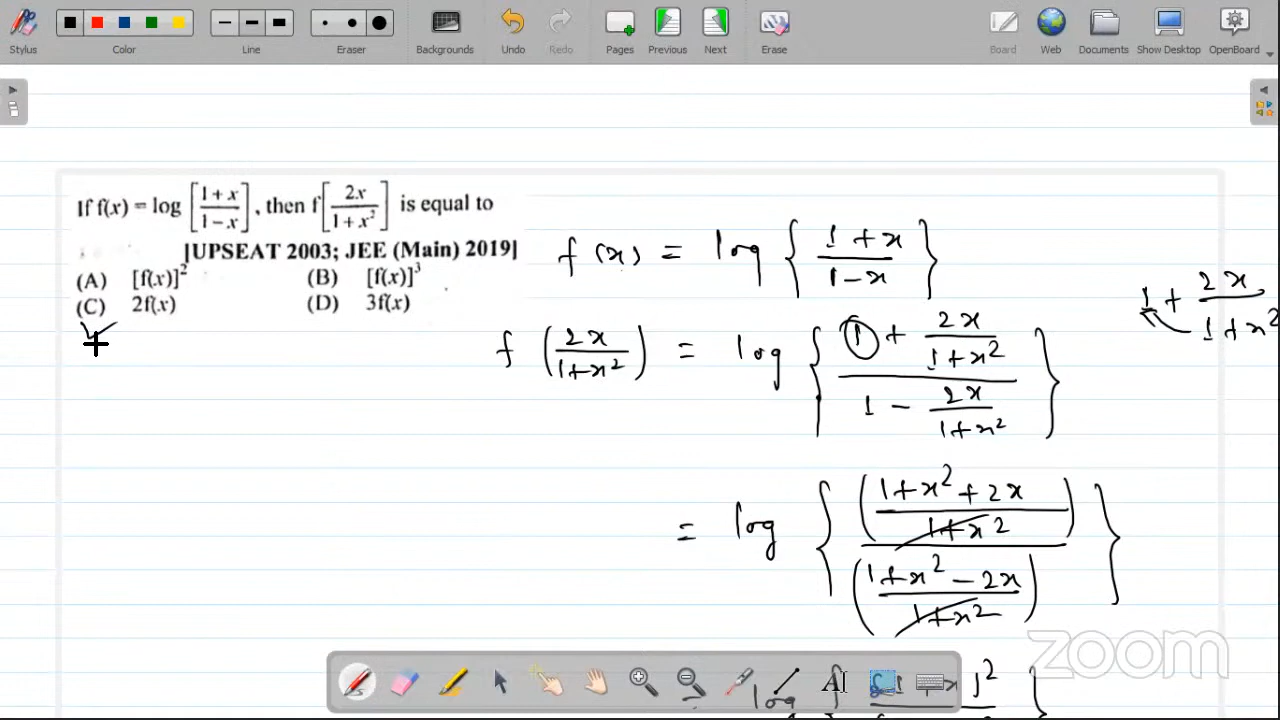 Stylus Color Line Eraser Backgrounds Undo Redo Pages Previous Next Erase Board Web Documents Show Desktop OpenBoard
If f(x) = log [1+x / 1−x], then f[2x / 1+x²] is equal to
[UPSEAT 2003; JEE (Main) 2019]
(A) [f(x)]² (B) [f(x)]³
(C) 2f(x) (D) 3f(x)
f(x) = log {1+x / 1−x}
1 + 2x / 1+x²
f(2x / 1+x²) = log {1 + 2x / 1+x² / 1 − 2x / 1+x²}
= log {(1+x²+2x / 1+x²) / (1+x²−2x / 1+x²)}
zoom
log